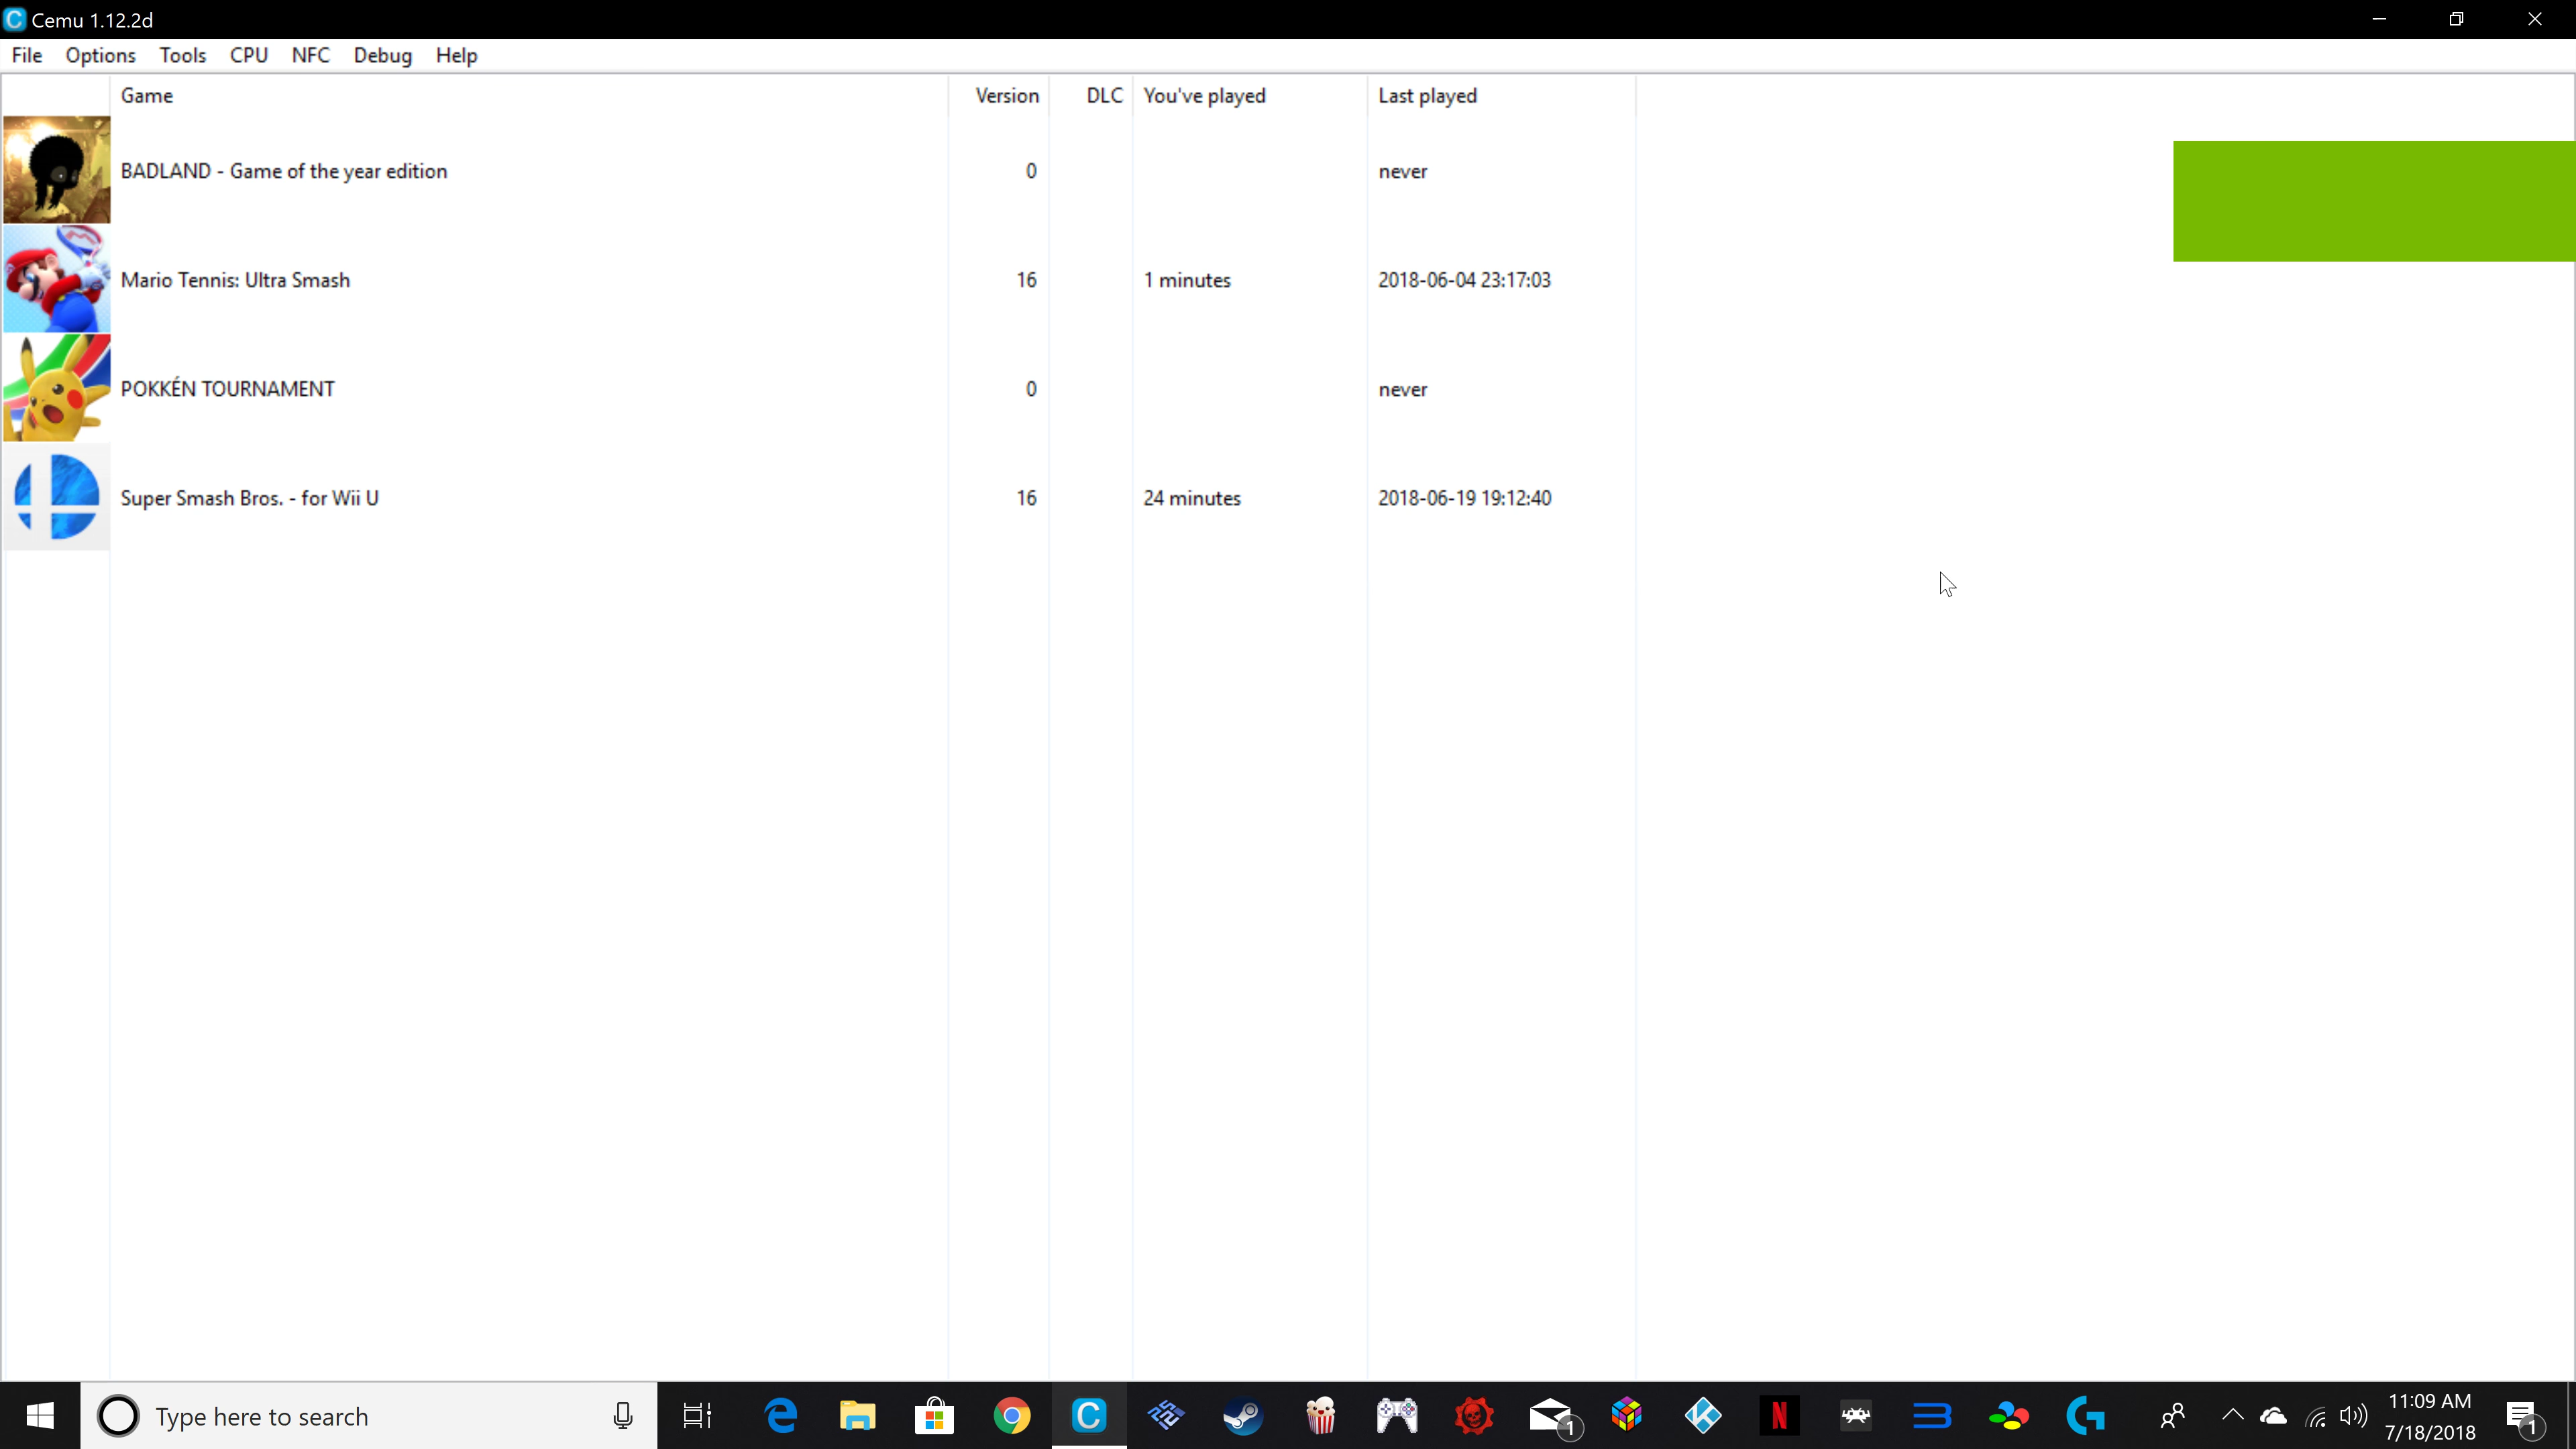 Cemu 1.12.2d
File Options Tools CPU NFC Debug Help
Game Version DLC You've played Last played
BADLAND - Game of the year edition 0 never
Mario Tennis: Ultra Smash 16 1 minutes 2018-06-04 23:17:03
POKKÉN TOURNAMENT 0 never
Super Smash Bros. - for Wii U 16 24 minutes 2018-06-19 19:12:40
Type here to search
1
N
11:09 AM
7/18/2018
1